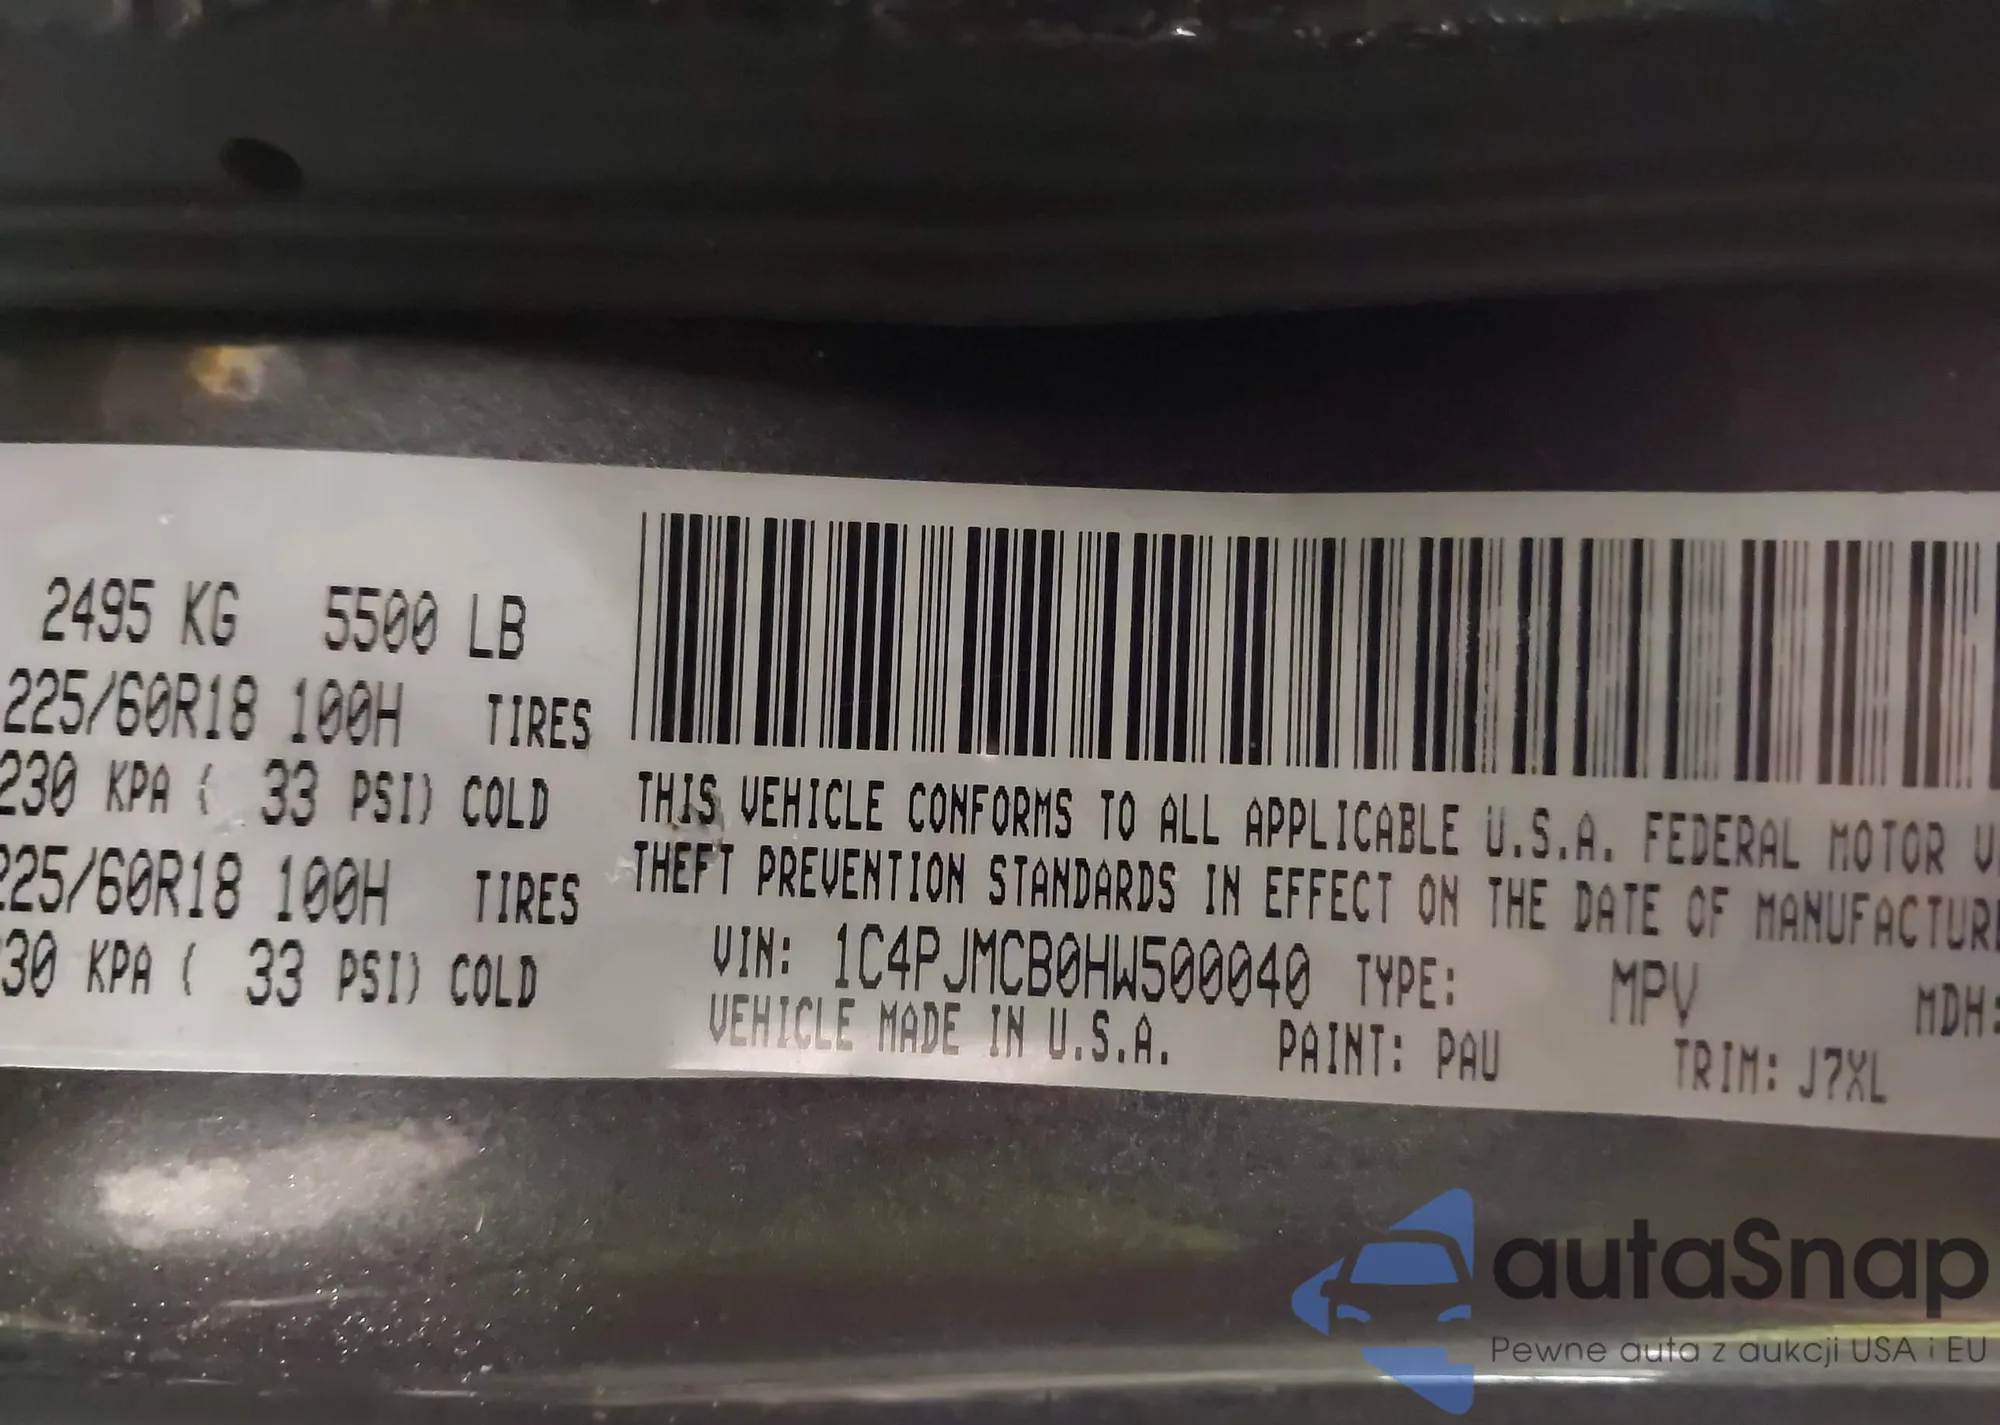 2495 KG 5500 LB
225/60R18 100H TIRES
230 KPA ( 33 PSI) COLD
225/60R18 100H TIRES
30 KPA ( 33 PSI) COLD
THIS VEHICLE CONFORMS TO ALL APPLICABLE U.S.A. FEDERAL MOTOR V
THEFT PREVENTION STANDARDS IN EFFECT ON THE DATE OF MANUFACTURE
VIN: 1C4PJMCB0HW500040 TYPE: MPV MDH:
VEHICLE MADE IN U.S.A. PAINT: PAU TRIM: J7XL
autaSnap
Pewne auta z aukcji USA i EU